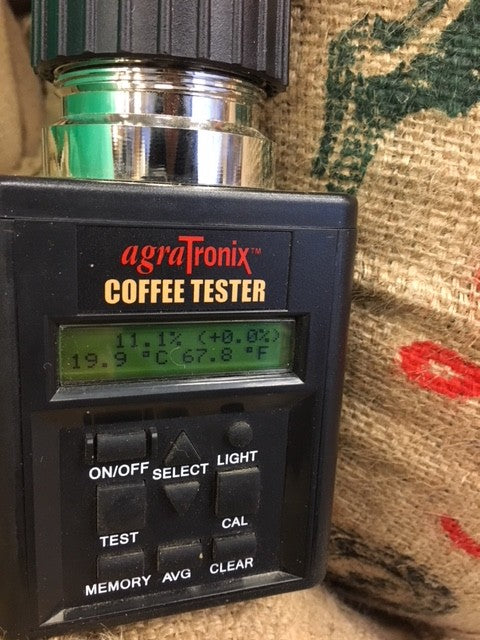 agraTronix™
COFFEE TESTER
11.1% (+0.0%)
19.9 °C 67.8 °F
ON/OFF SELECT LIGHT
TEST CAL
MEMORY AVG CLEAR